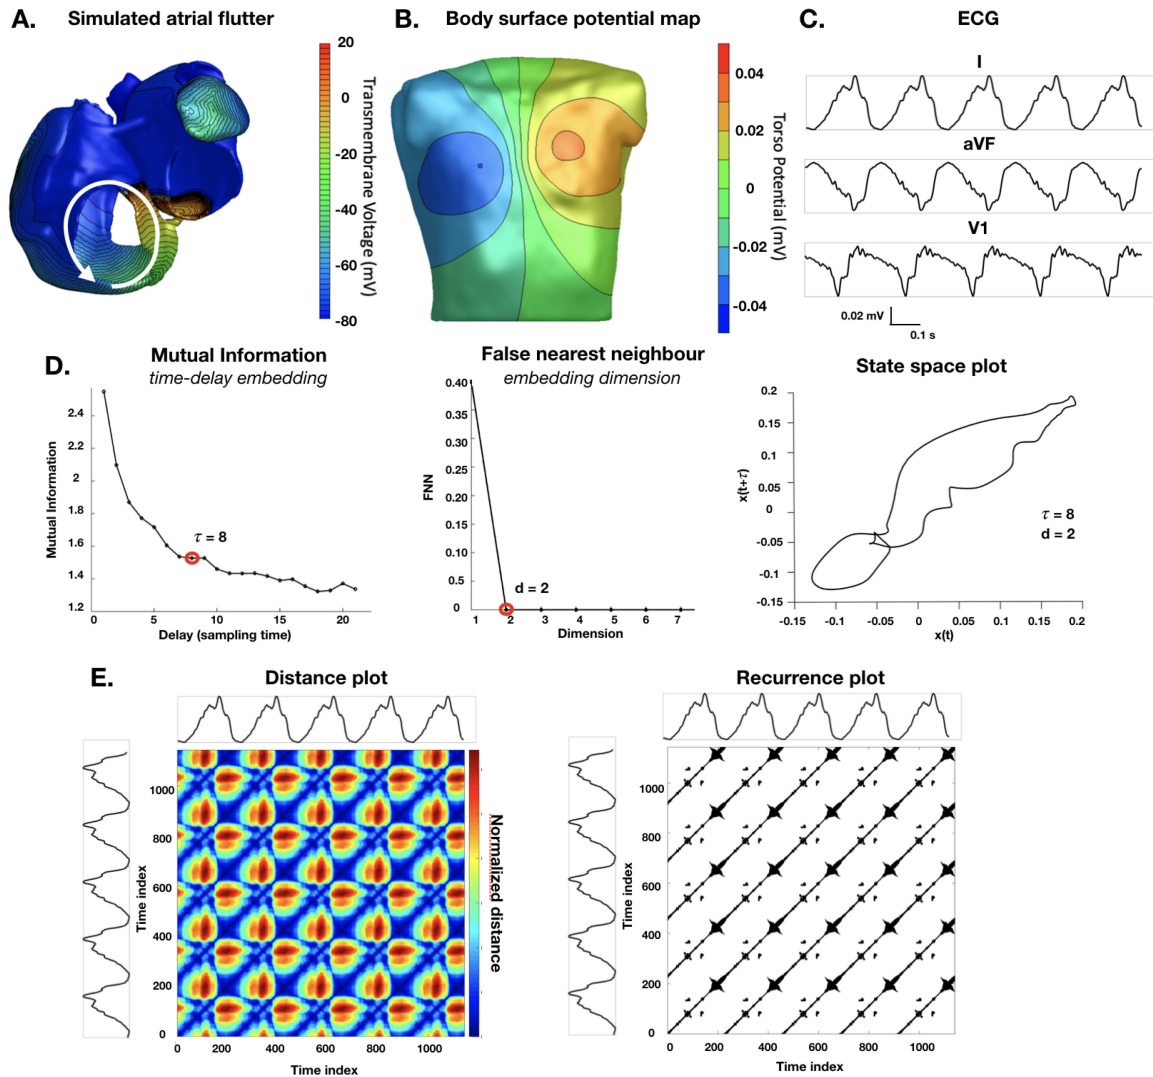 A.
Simulated atrial flutter
20
0
-20
-40
-60
-80
Transmembrane Voltage (mV)
B.
Body surface potential map
0.04
0.02
0
-0.02
-0.04
Torso Potential (mV)
C.
ECG
I
aVF
V1
0.02 mV
0.1 s
D.
Mutual Information
time-delay embedding
2.4
2.2
2
1.8
1.6
1.4
1.2
Mutual Information
τ = 8
0 5 10 15 20
Delay (sampling time)
False nearest neighbour
embedding dimension
0.40
0.35
0.30
0.25
0.20
0.15
0.00
0.45
0
FNN
d = 2
1 2 3 4 5 6 7
Dimension
State space plot
0.2
0.15
0.1
0.05
0
-0.05
-0.1
-0.15
x(t+τ)
τ = 8
d = 2
-0.15 -0.1 -0.05 0 0.05 0.1 0.15 0.2
x(t)
E.
Distance plot
1000
800
600
400
200
0
Time index
0 200 400 600 800 1000
Time index
Normalized distance
Recurrence plot
1000
800
600
400
200
0
Time index
0 200 400 600 800 1000
Time index